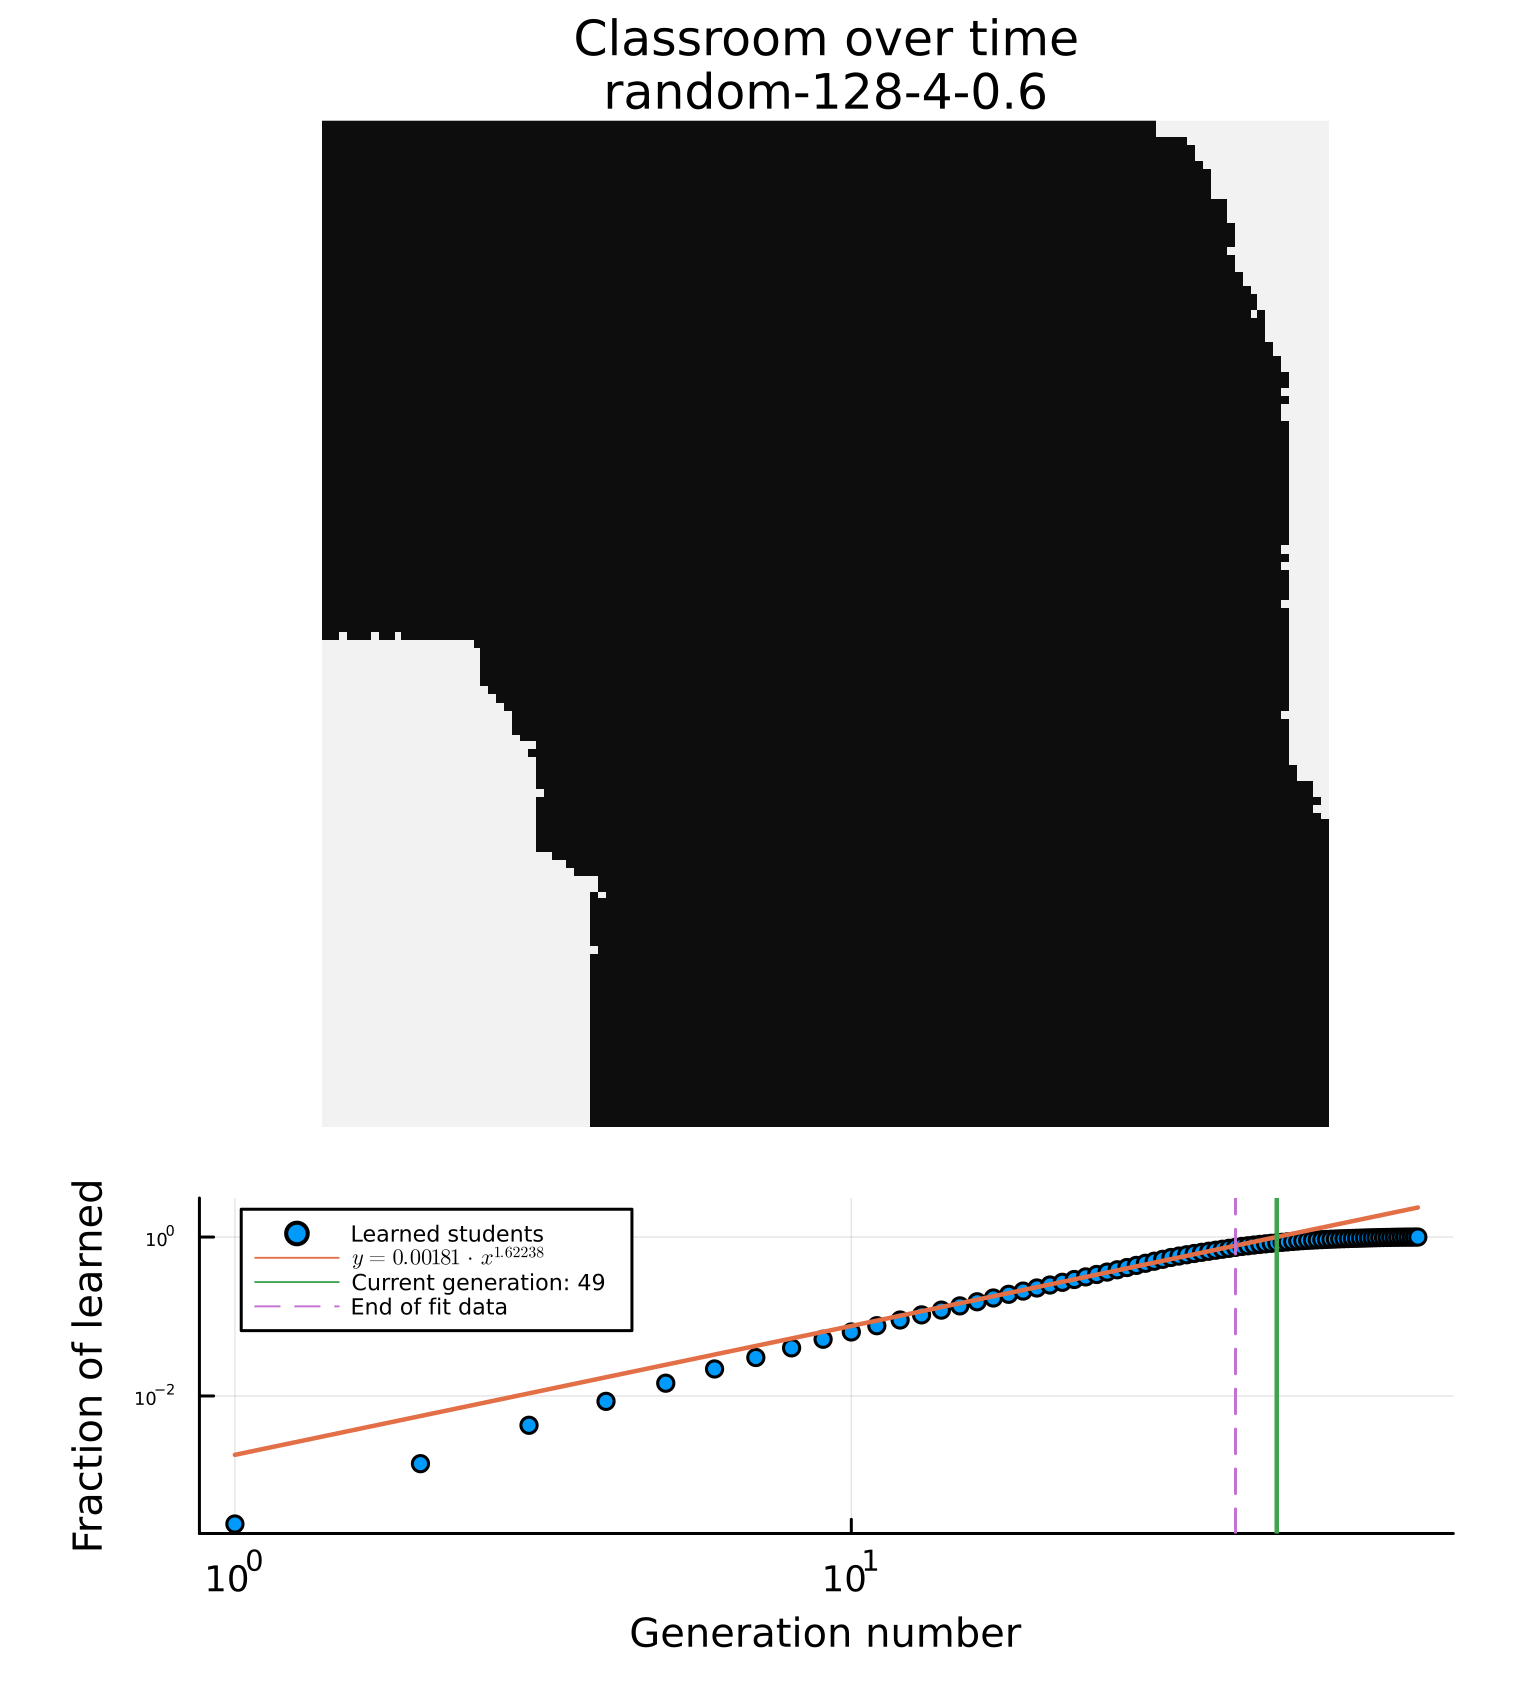 Classroom over time
random-128-4-0.6
Fraction of learned
10⁰
10⁻²
Learned students
y = 0.00181 · x^1.62238
Current generation: 49
End of fit data
10⁰ 10¹
Generation number